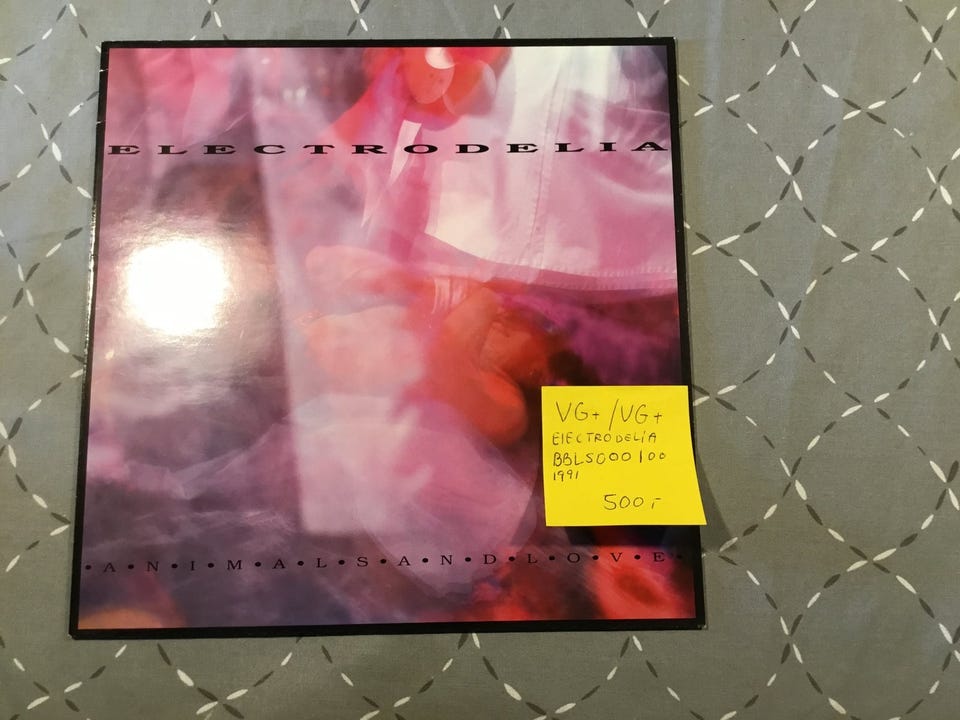 ELECTRODELIA
VG+/VG+
ElECTRODELiA
BBLS000100
1991
500,-
•A•N•I•M•A•L•S•A•N•D•L•O•V•E•